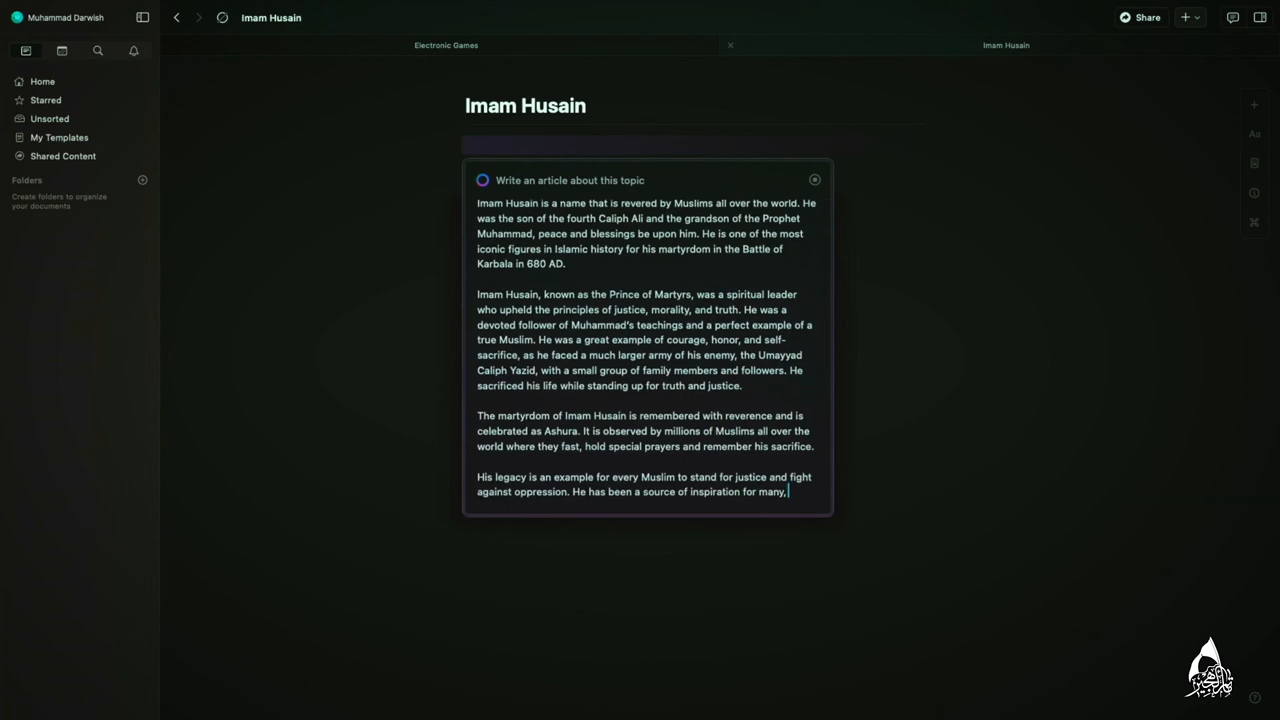 Muhammad Darwish
Imam Husain
Share
Electronic Games
Imam Husain
Home
Starred
Unsorted
My Templates
Shared Content
Folders
Create folders to organize
your documents
Imam Husain
Write an article about this topic
Imam Husain is a name that is revered by Muslims all over the world. He
was the son of the fourth Caliph Ali and the grandson of the Prophet
Muhammad, peace and blessings be upon him. He is one of the most
iconic figures in Islamic history for his martyrdom in the Battle of
Karbala in 680 AD.
Imam Husain, known as the Prince of Martyrs, was a spiritual leader
who upheld the principles of justice, morality, and truth. He was a
devoted follower of Muhammad's teachings and a perfect example of a
true Muslim. He was a great example of courage, honor, and self-
sacrifice, as he faced a much larger army of his enemy, the Umayyad
Caliph Yazid, with a small group of family members and followers. He
sacrificed his life while standing up for truth and justice.
The martyrdom of Imam Husain is remembered with reverence and is
celebrated as Ashura. It is observed by millions of Muslims all over the
world where they fast, hold special prayers and remember his sacrifice.
His legacy is an example for every Muslim to stand for justice and fight
against oppression. He has been a source of inspiration for many,
Aa